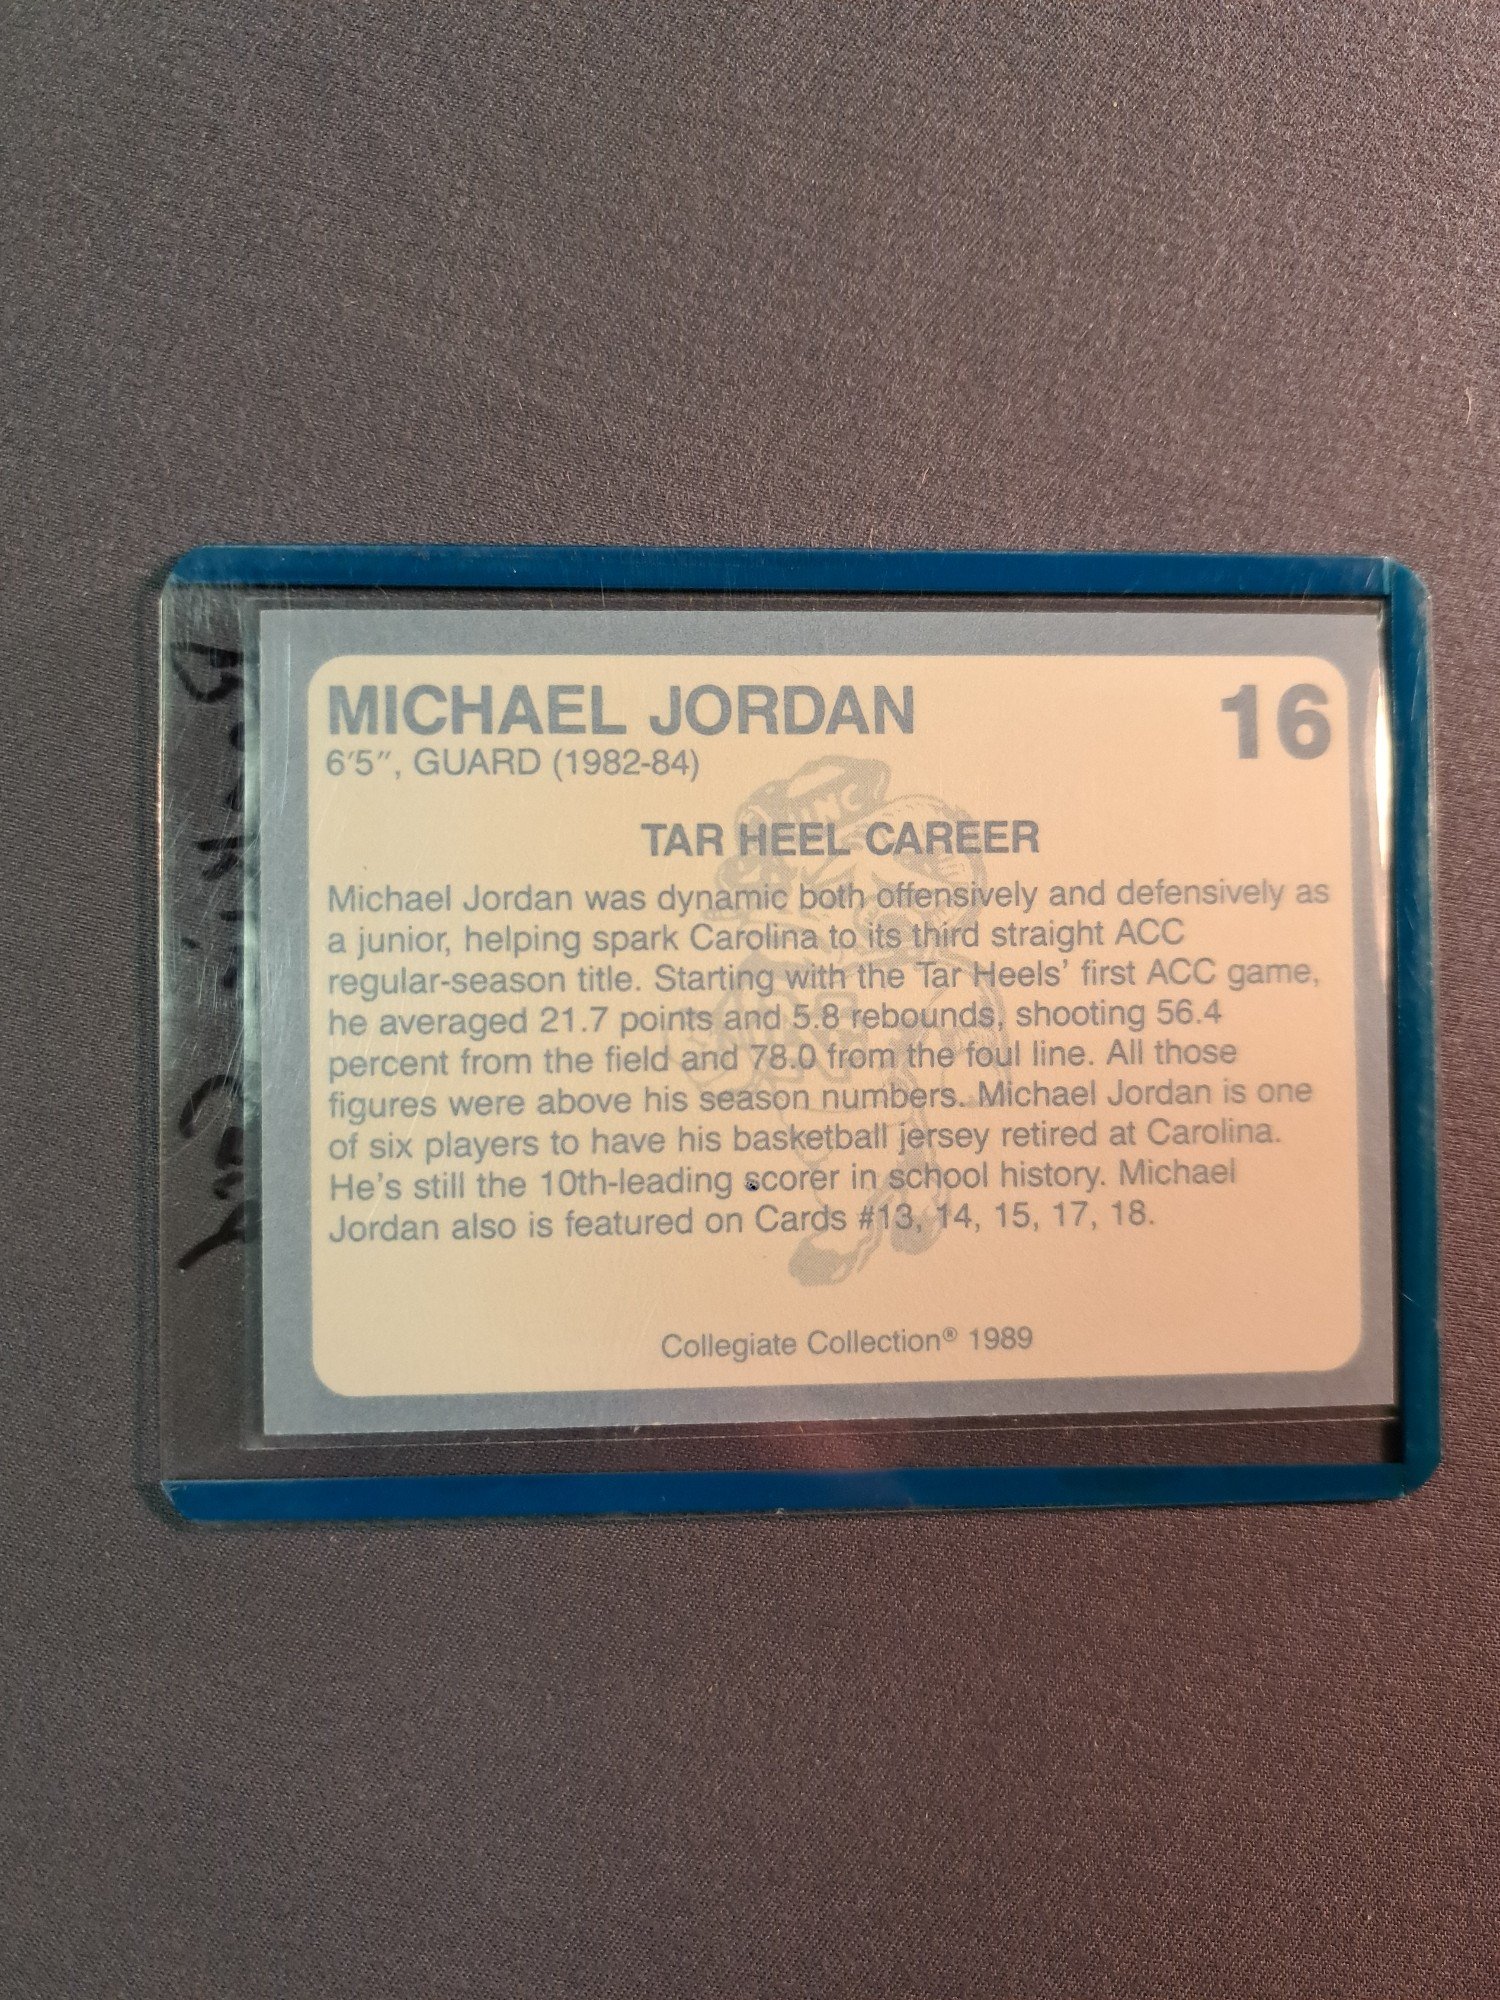 MICHAEL JORDAN
16
6'5", GUARD (1982-84)
TAR HEEL CAREER
Michael Jordan was dynamic both offensively and defensively as
a junior, helping spark Carolina to its third straight ACC
regular-season title. Starting with the Tar Heels' first ACC game,
he averaged 21.7 points and 5.8 rebounds, shooting 56.4
percent from the field and 78.0 from the foul line. All those
figures were above his season numbers. Michael Jordan is one
of six players to have his basketball jersey retired at Carolina.
He's still the 10th-leading scorer in school history. Michael
Jordan also is featured on Cards #13, 14, 15, 17, 18.
Collegiate Collection® 1989
UNC